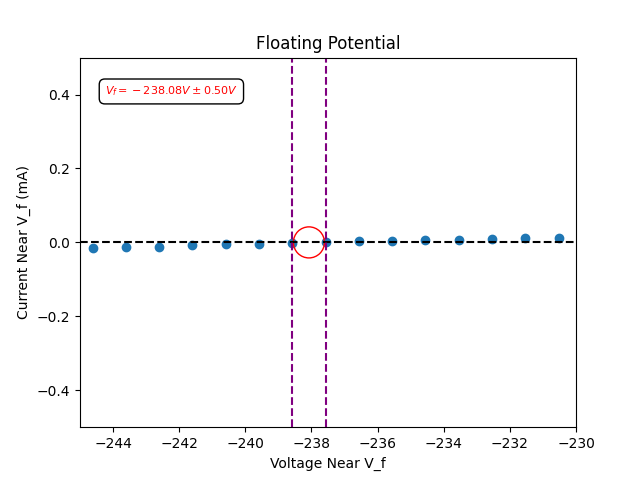 Floating Potential
V_f = −238.08V ± 0.50V
Current Near V_f (mA)
0.4
0.2
0.0
−0.2
−0.4
−244 −242 −240 −238 −236 −234 −232 −230
Voltage Near V_f